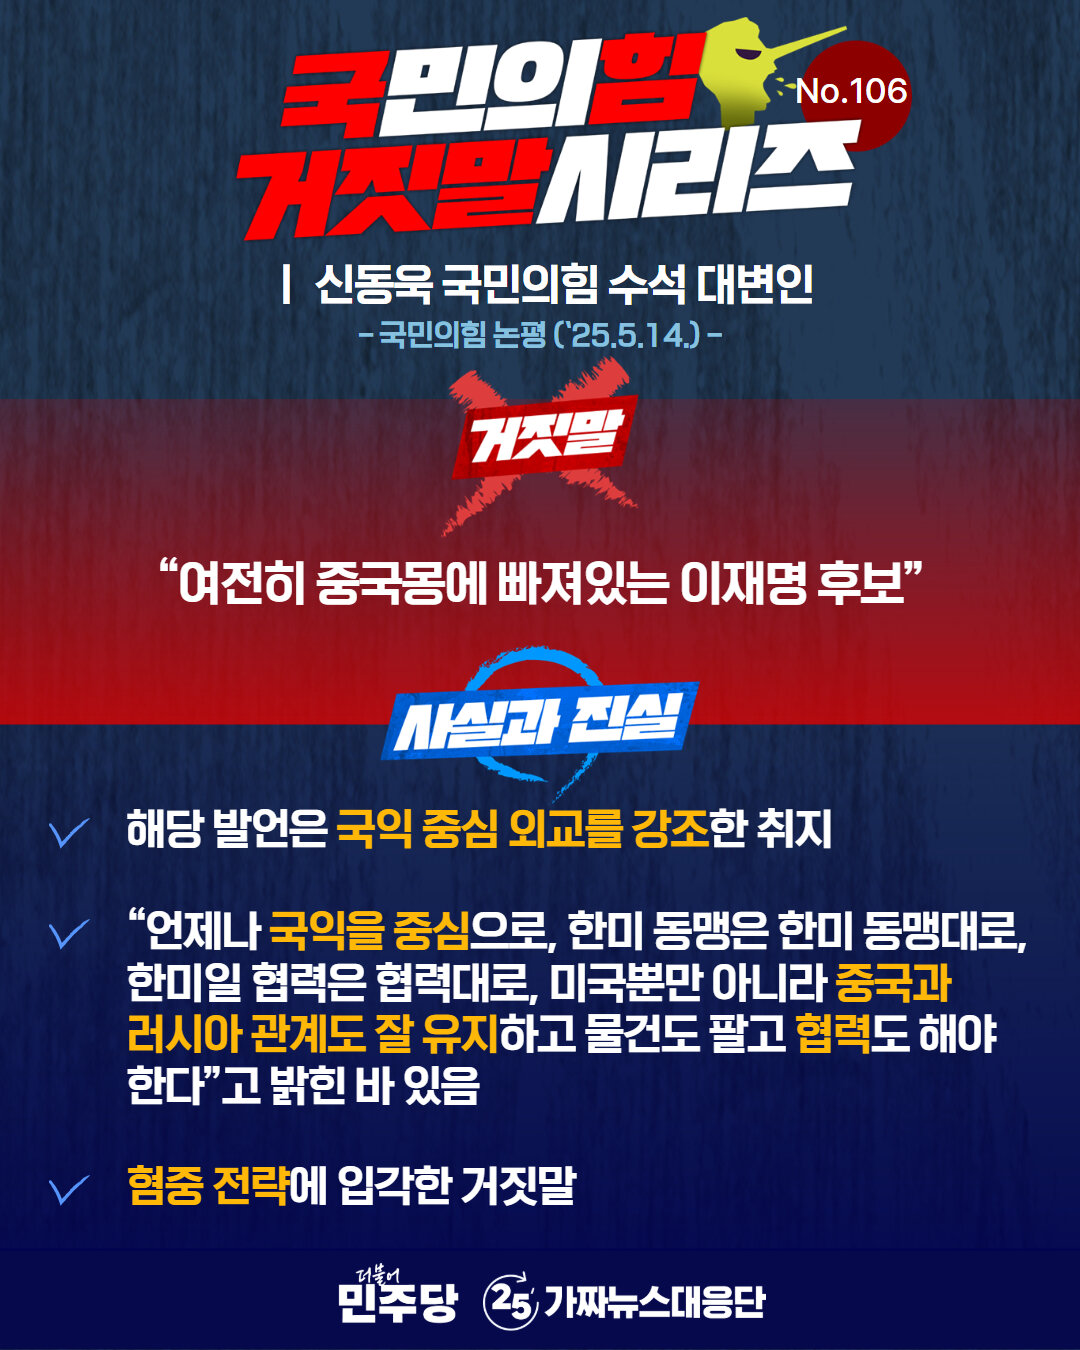 국민의힘
No.106
거짓말시리즈
| 신동욱 국민의힘 수석 대변인
- 국민의힘 논평 (‘25.5.14.) -
거짓말
“여전히 중국몽에 빠져있는 이재명 후보”
사실과 진실
해당 발언은 국익 중심 외교를 강조한 취지
“언제나 국익을 중심으로, 한미 동맹은 한미 동맹대로,
한미일 협력은 협력대로, 미국뿐만 아니라 중국과
러시아 관계도 잘 유지하고 물건도 팔고 협력도 해야
한다”고 밝힌 바 있음
혐중 전략에 입각한 거짓말
더불어
민주당 25 가짜뉴스대응단